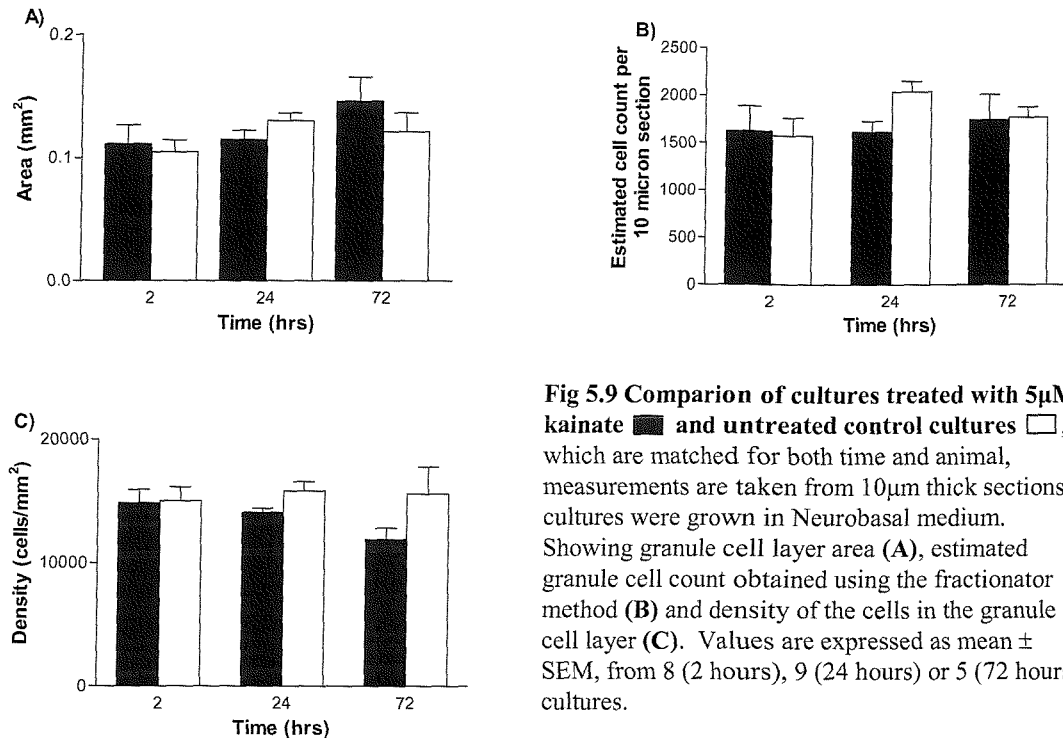 A)
0.2
0.1
0.0
Area (mm²)
2
24
72
Time (hrs)
B)
2500
2000
1500
1000
500
0
Estimated cell count per
10 micron section
2
24
72
Time (hrs)
C)
20000
10000
0
Density (cells/mm²)
2
24
72
Time (hrs)
Fig 5.9 Comparion of cultures treated with 5µM
kainate and untreated control cultures ,
which are matched for both time and animal,
measurements are taken from 10µm thick sections
cultures were grown in Neurobasal medium.
Showing granule cell layer area (A), estimated
granule cell count obtained using the fractionator
method (B) and density of the cells in the granule
cell layer (C). Values are expressed as mean ±
SEM, from 8 (2 hours), 9 (24 hours) or 5 (72 hour
cultures.